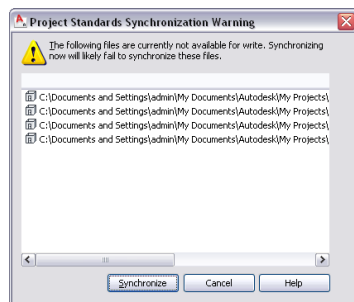 Project Standards Synchronization Warning
The following files are currently not available for write. Synchronizing
now will likely fail to synchronize these files.
C:\Documents and Settings\admin\My Documents\Autodesk\My Projects\
C:\Documents and Settings\admin\My Documents\Autodesk\My Projects\
C:\Documents and Settings\admin\My Documents\Autodesk\My Projects\
C:\Documents and Settings\admin\My Documents\Autodesk\My Projects\
Synchronize Cancel Help